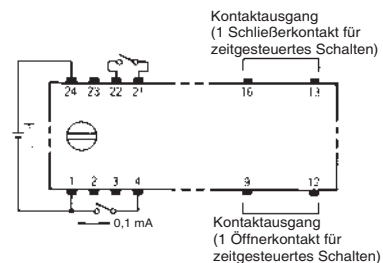 Kontaktausgang
(1 Schließerkontakt für
zeitgesteuertes Schalten)
24 23 22 21 16 13
1 2 3 4 9 12
0,1 mA
Kontaktausgang
(1 Öffnerkontakt für
zeitgesteuertes Schalten)